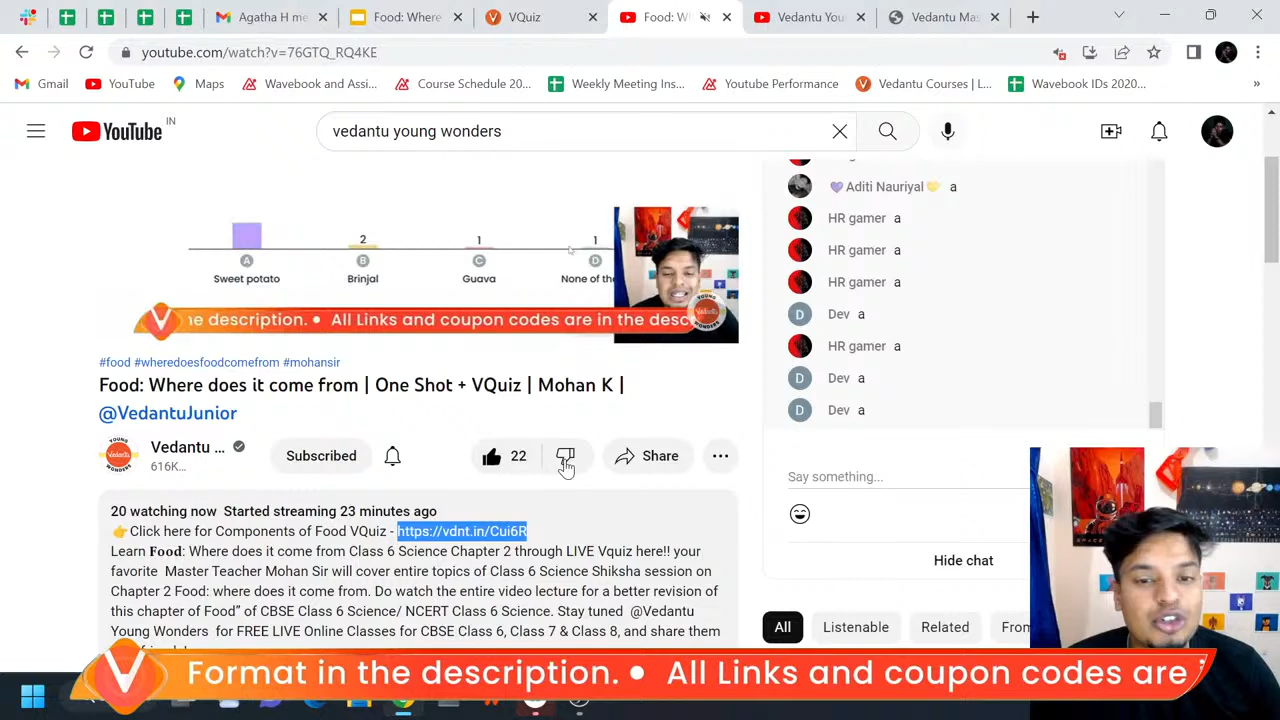 Agatha H me
Food: Where
VQuiz
Food: W
Vedantu You
Vedantu Mas
youtube.com/watch?v=76GTQ_RQ4KE
Gmail
YouTube
Maps
Wavebook and Assi...
Course Schedule 20...
Weekly Meeting Ins...
Youtube Performance
Vedantu Courses | L...
Wavebook IDs 2020...
»
YouTube IN
vedantu young wonders
💜Aditi Nauriyal💛 a
HR gamer a
HR gamer a
HR gamer a
D Dev a
HR gamer a
D Dev a
D Dev a
2 1 1
A B C D
Sweet potato Brinjal Guava None of the
ne description. • All Links and coupon codes are in the desc
YOUNG Vedantu WONDERS
#food #wheredoesfoodcomefrom #mohansir
Food: Where does it come from | One Shot + VQuiz | Mohan K |
@VedantuJunior
YOUNG Vedantu WONDERS
Vedantu ...
616K...
Subscribed
22
Share
Say something...
Hide chat
20 watching now Started streaming 23 minutes ago
👉Click here for Components of Food VQuiz - https://vdnt.in/Cui6R
Learn 𝐅𝐨𝐨𝐝: Where does it come from Class 6 Science Chapter 2 through LIVE Vquiz here!! your
favorite Master Teacher Mohan Sir will cover entire topics of Class 6 Science Shiksha session on
Chapter 2 Food: where does it come from. Do watch the entire video lecture for a better revision of
this chapter of Food” of CBSE Class 6 Science/ NCERT Class 6 Science. Stay tuned @Vedantu
Young Wonders for FREE LIVE Online Classes for CBSE Class 6, Class 7 & Class 8, and share them
All Listenable Related From
Format in the description. • All Links and coupon codes are